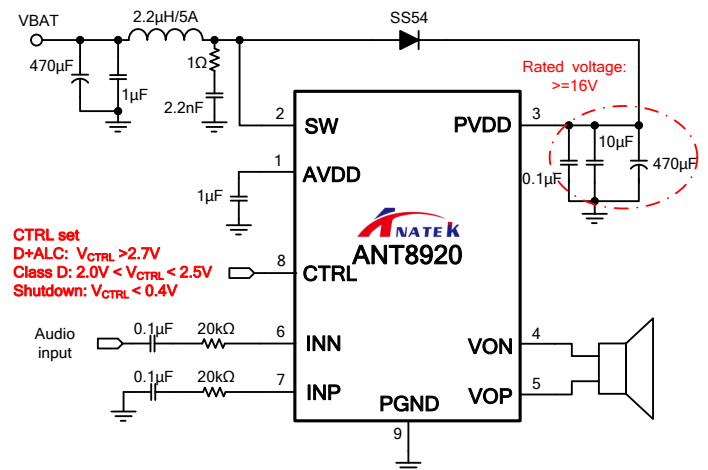 VBAT
2.2μH/5A
SS54
470μF
1μF
1Ω
2.2nF
Rated voltage:
>=16V
2
SW
PVDD
3
10μF
0.1μF
470μF
1
AVDD
1μF
ANATEK
ANT8920
CTRL set
D+ALC: VCTRL >2.7V
Class D: 2.0V < VCTRL < 2.5V
Shutdown: VCTRL < 0.4V
8
CTRL
Audio
input
0.1μF
20kΩ
6
INN
VON
4
0.1μF
20kΩ
7
INP
VOP
5
PGND
9